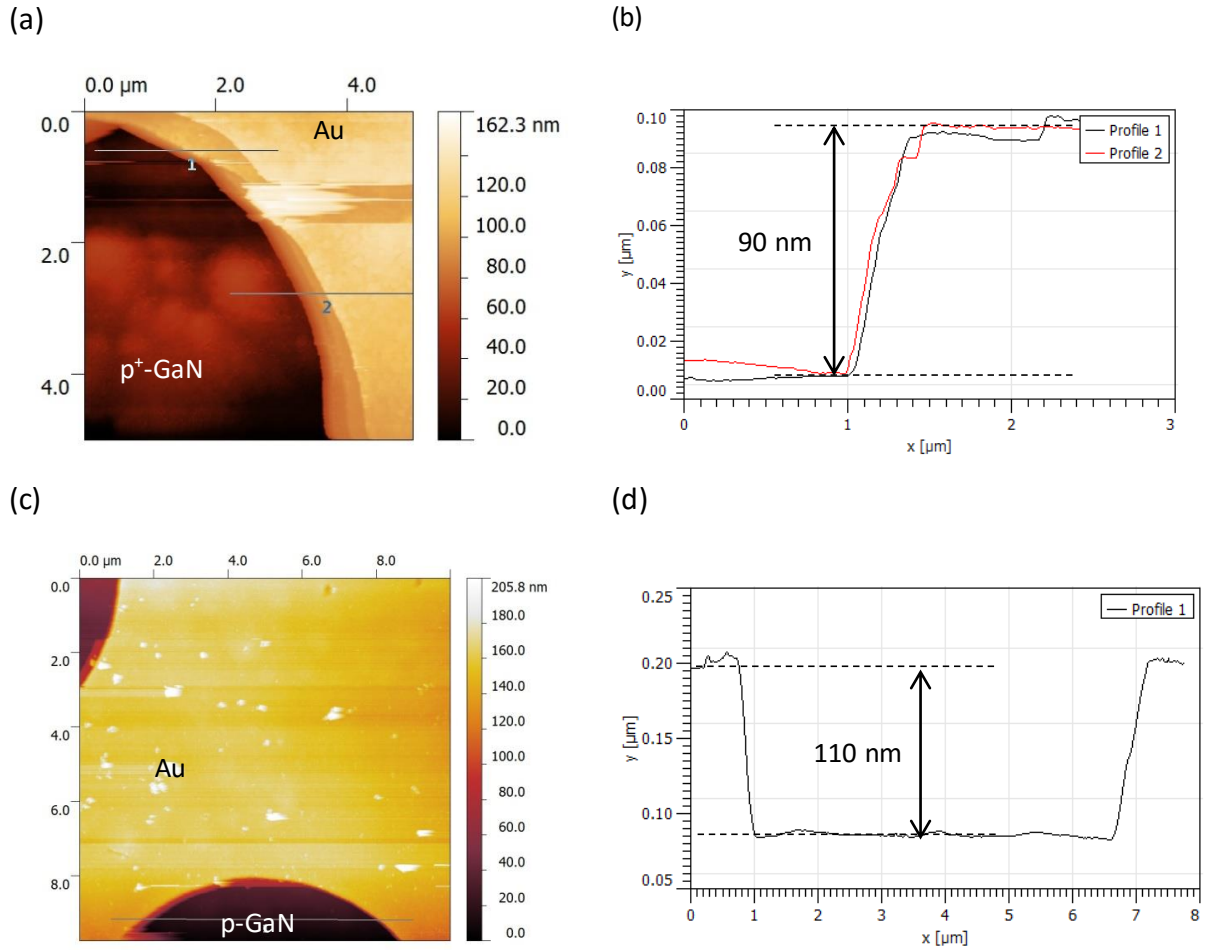 (a)
0.0 µm 2.0 4.0
0.0
2.0
4.0
Au
1
2
p⁺-GaN
162.3 nm
120.0
100.0
80.0
60.0
40.0
20.0
0.0
(b)
0.10
0.08
0.06
0.04
0.02
0.00
y [µm]
Profile 1
Profile 2
90 nm
0 1 2 3
x [µm]
(c)
0.0 µm 2.0 4.0 6.0 8.0
0.0
2.0
4.0
6.0
8.0
Au
p-GaN
205.8 nm
180.0
160.0
140.0
120.0
100.0
80.0
60.0
40.0
20.0
0.0
(d)
0.25
0.20
0.15
0.10
0.05
y [µm]
Profile 1
110 nm
0 1 2 3 4 5 6 7 8
x [µm]